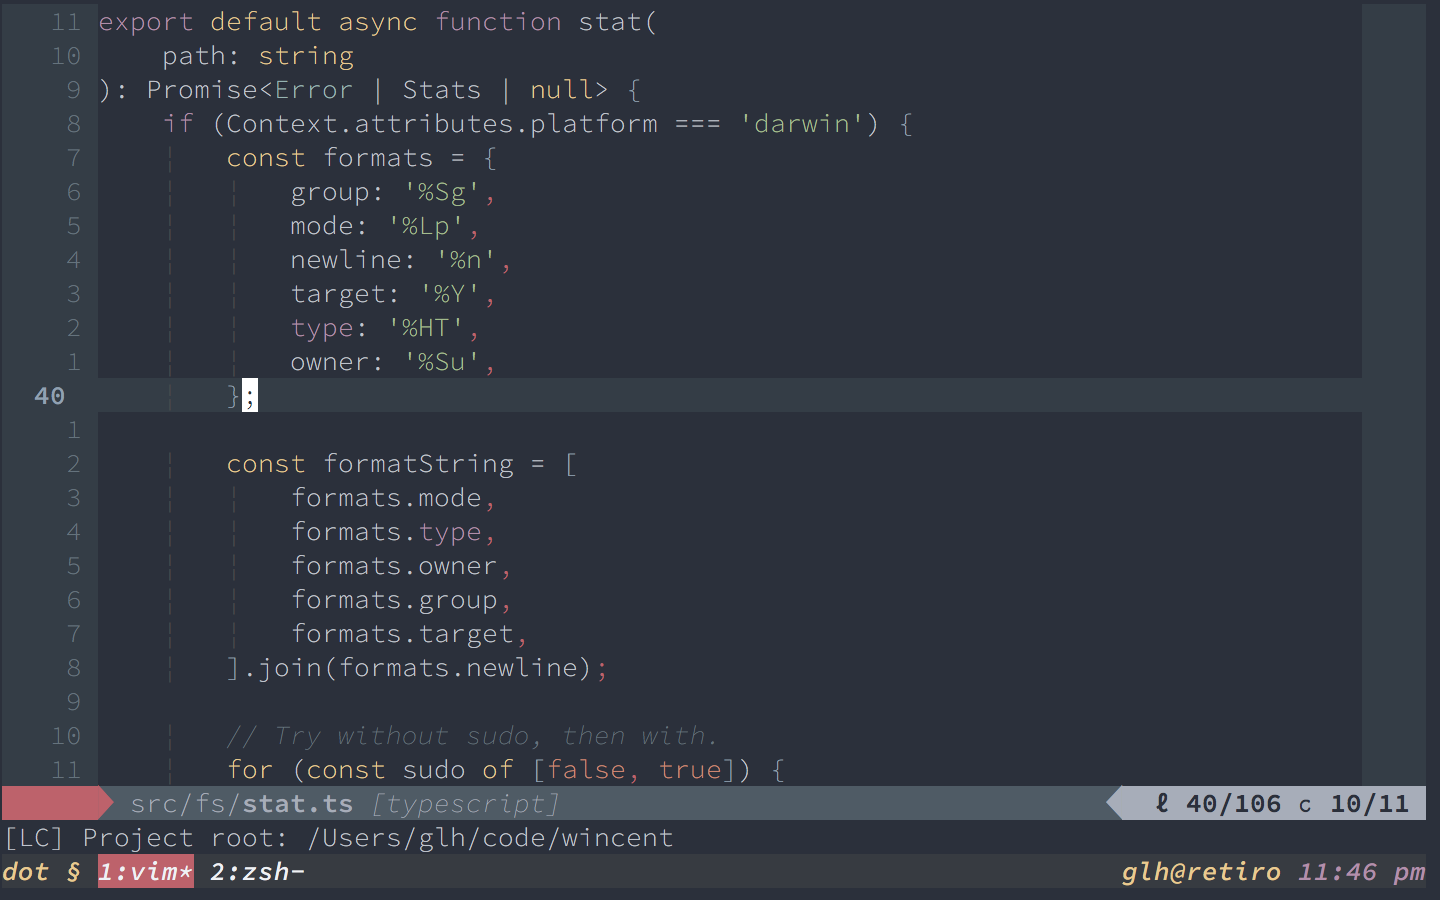 11 export default async function stat(
10     path: string
9 ): Promise<Error | Stats | null> {
8     if (Context.attributes.platform === 'darwin') {
7         const formats = {
6             group: '%Sg',
5             mode: '%Lp',
4             newline: '%n',
3             target: '%Y',
2             type: '%HT',
1             owner: '%Su',
40         };
1
2         const formatString = [
3             formats.mode,
4             formats.type,
5             formats.owner,
6             formats.group,
7             formats.target,
8         ].join(formats.newline);
9
10         // Try without sudo, then with.
11         for (const sudo of [false, true]) {
src/fs/stat.ts [typescript] ℓ 40/106 c 10/11
[LC] Project root: /Users/glh/code/wincent
dot § 1:vim* 2:zsh- glh@retiro 11:46 pm